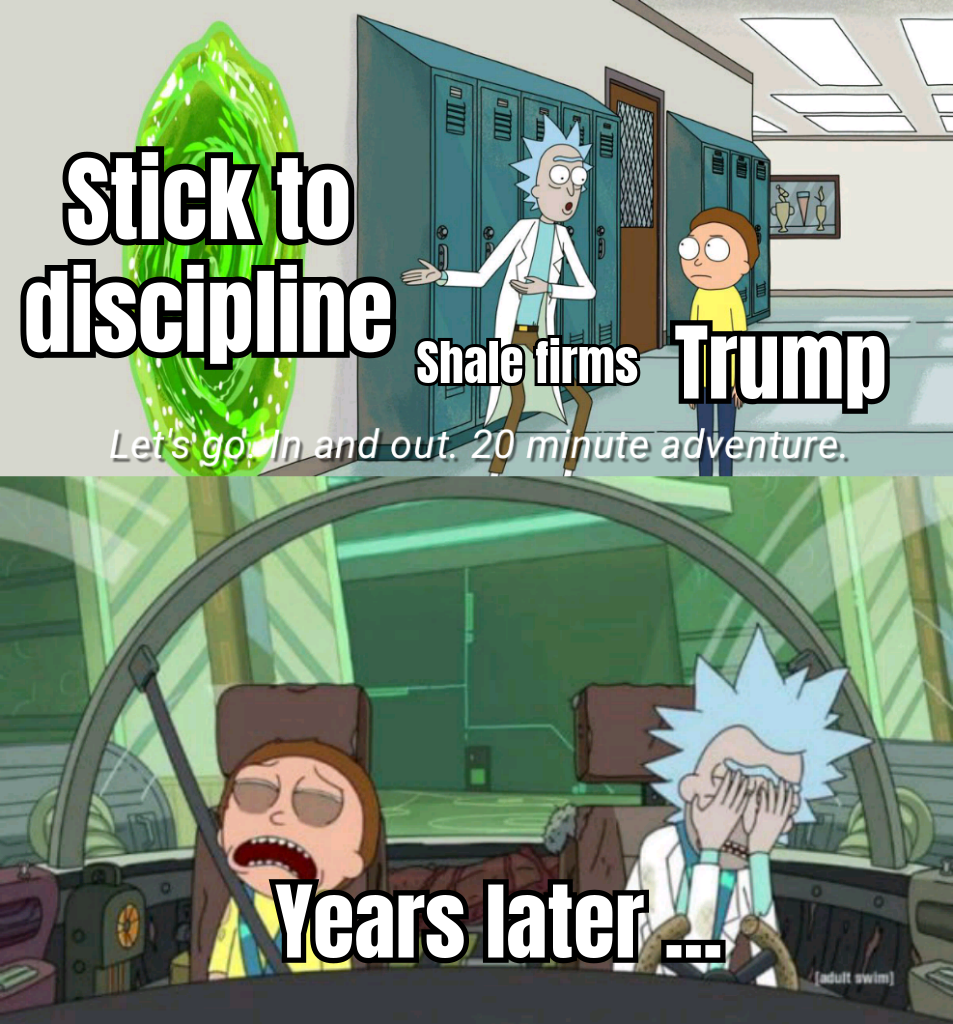 Stick to
discipline
Shale firms
Trump
Let's go. In and out. 20 minute adventure.
Years later ...
[adult swim]